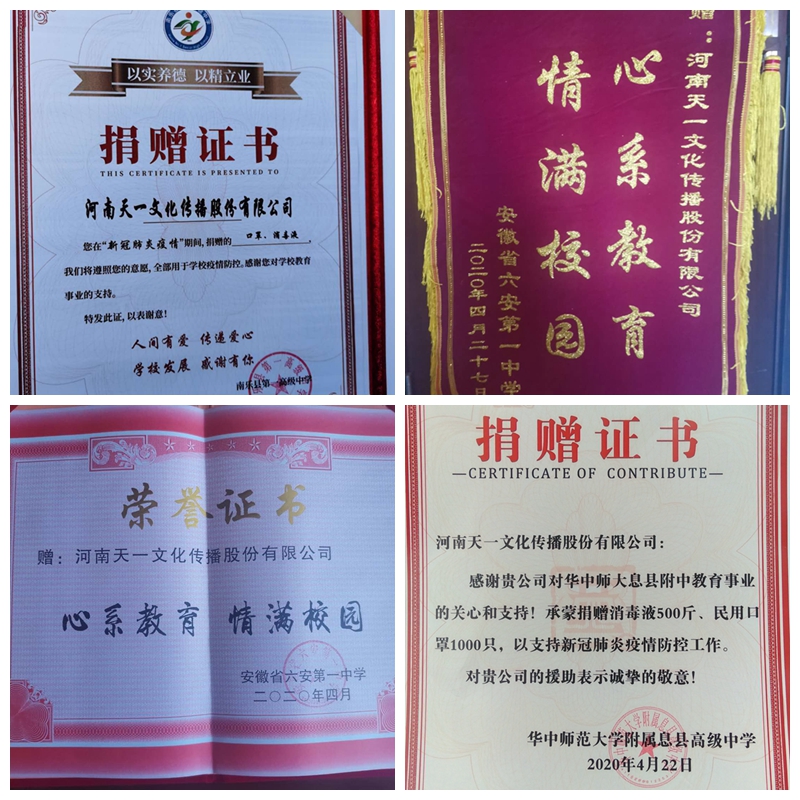 以实养德 以精立业
捐赠证书
THIS CERTIFICATE IS PRESENTED TO
河南天一文化传播股份有限公司
您在“新冠肺炎疫情”期间,捐赠的 口罩、消毒液,
我们将遵照您的意愿,全部用于学校疫情防控。感谢您对学校教育
事业的支持。
特发此证,以表谢意!
人间有爱 传递爱心
学校发展 感谢有你
南乐县第一高级中学
赠:河南天一文化传播股份有限公司
心系教育
情满校园
安徽省六安第一中学
二〇二〇年四月二十七日
荣誉证书
赠:河南天一文化传播股份有限公司
心系教育 情满校园
安徽省六安第一中学
二〇二〇年四月
捐赠证书
—CERTIFICATE OF CONTRIBUTE—
河南天一文化传播股份有限公司:
感谢贵公司对华中师大息县附中教育事业
的关心和支持!承蒙捐赠消毒液500斤、民用口
罩1000只,以支持新冠肺炎疫情防控工作。
对贵公司的援助表示诚挚的敬意!
华中师范大学附属息县高级中学
2020年4月22日